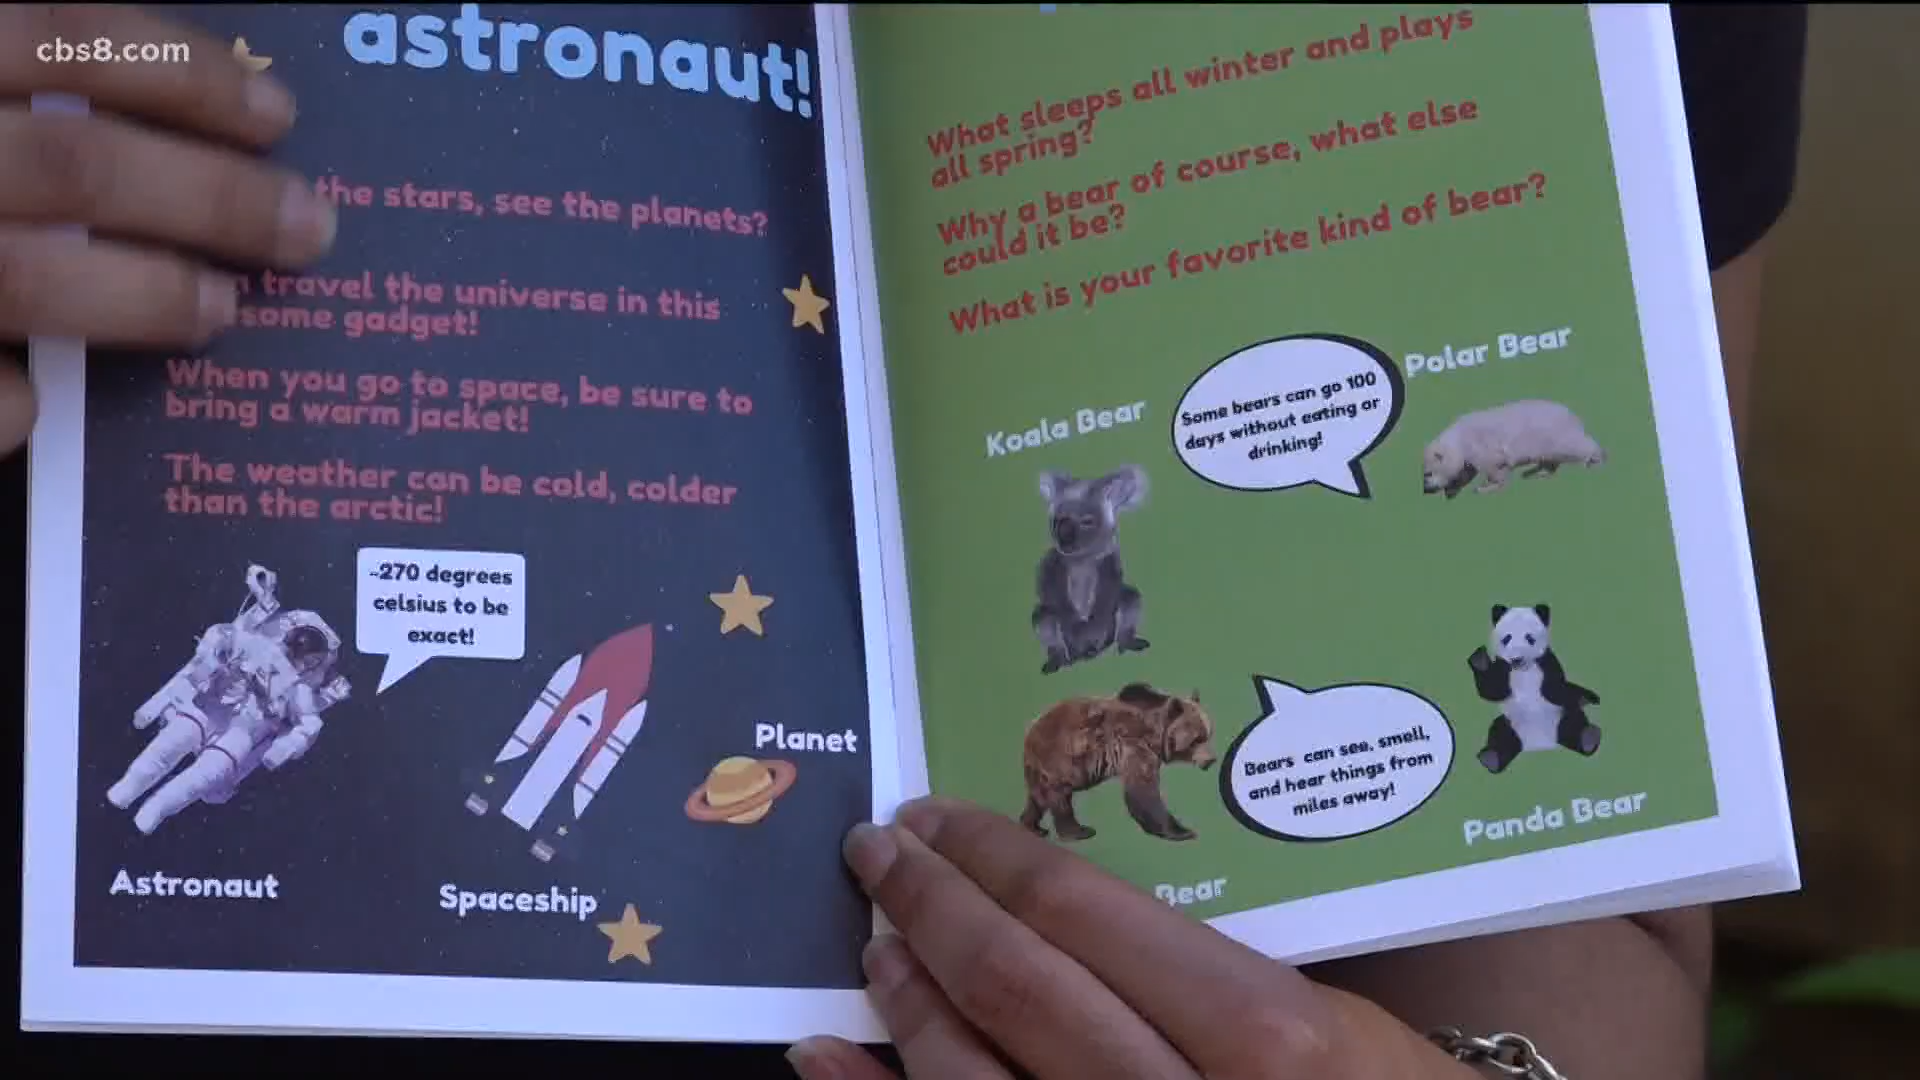 cbs8.com
astronaut!
the stars, see the planets?
travel the universe in this
some gadget!
When you go to space, be sure to
bring a warm jacket!
The weather can be cold, colder
than the arctic!
-270 degrees
celsius to be
exact!
Planet
Astronaut
Spaceship
What sleeps all winter and plays
all spring?
Why a bear of course, what else
could it be?
What is your favorite kind of bear?
Koala Bear
Some bears can go 100
days without eating or
drinking!
Polar Bear
Bears can see, smell,
and hear things from
miles away!
Panda Bear
Bear